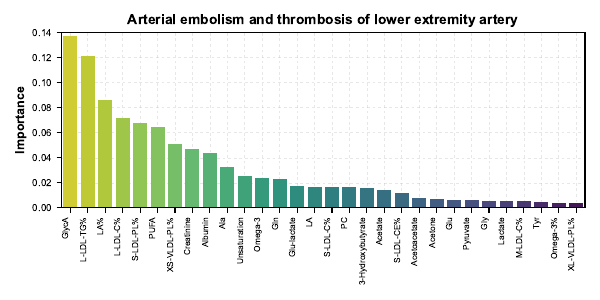 Arterial embolism and thrombosis of lower extremity artery
Importance
0.14
0.12
0.10
0.08
0.06
0.04
0.02
0.00
GlycA
L-LDL-TG%
LA%
L-LDL-C%
S-LDL-PL%
PUFA
XS-VLDL-PL%
Creatinine
Albumin
Ala
Unsaturation
Omega-3
Gln
Glu-lactate
LA
S-LDL-C%
PC
3-Hydroxybutyrate
Acetate
S-LDL-CE%
Acetoacetate
Acetone
Glu
Pyruvate
Gly
Lactate
M-LDL-C%
Tyr
Omega-3%
XL-VLDL-PL%